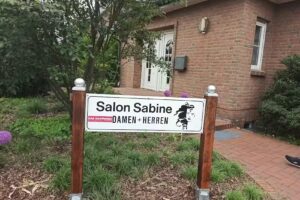 Salon Sabine
DAMEN + HERREN